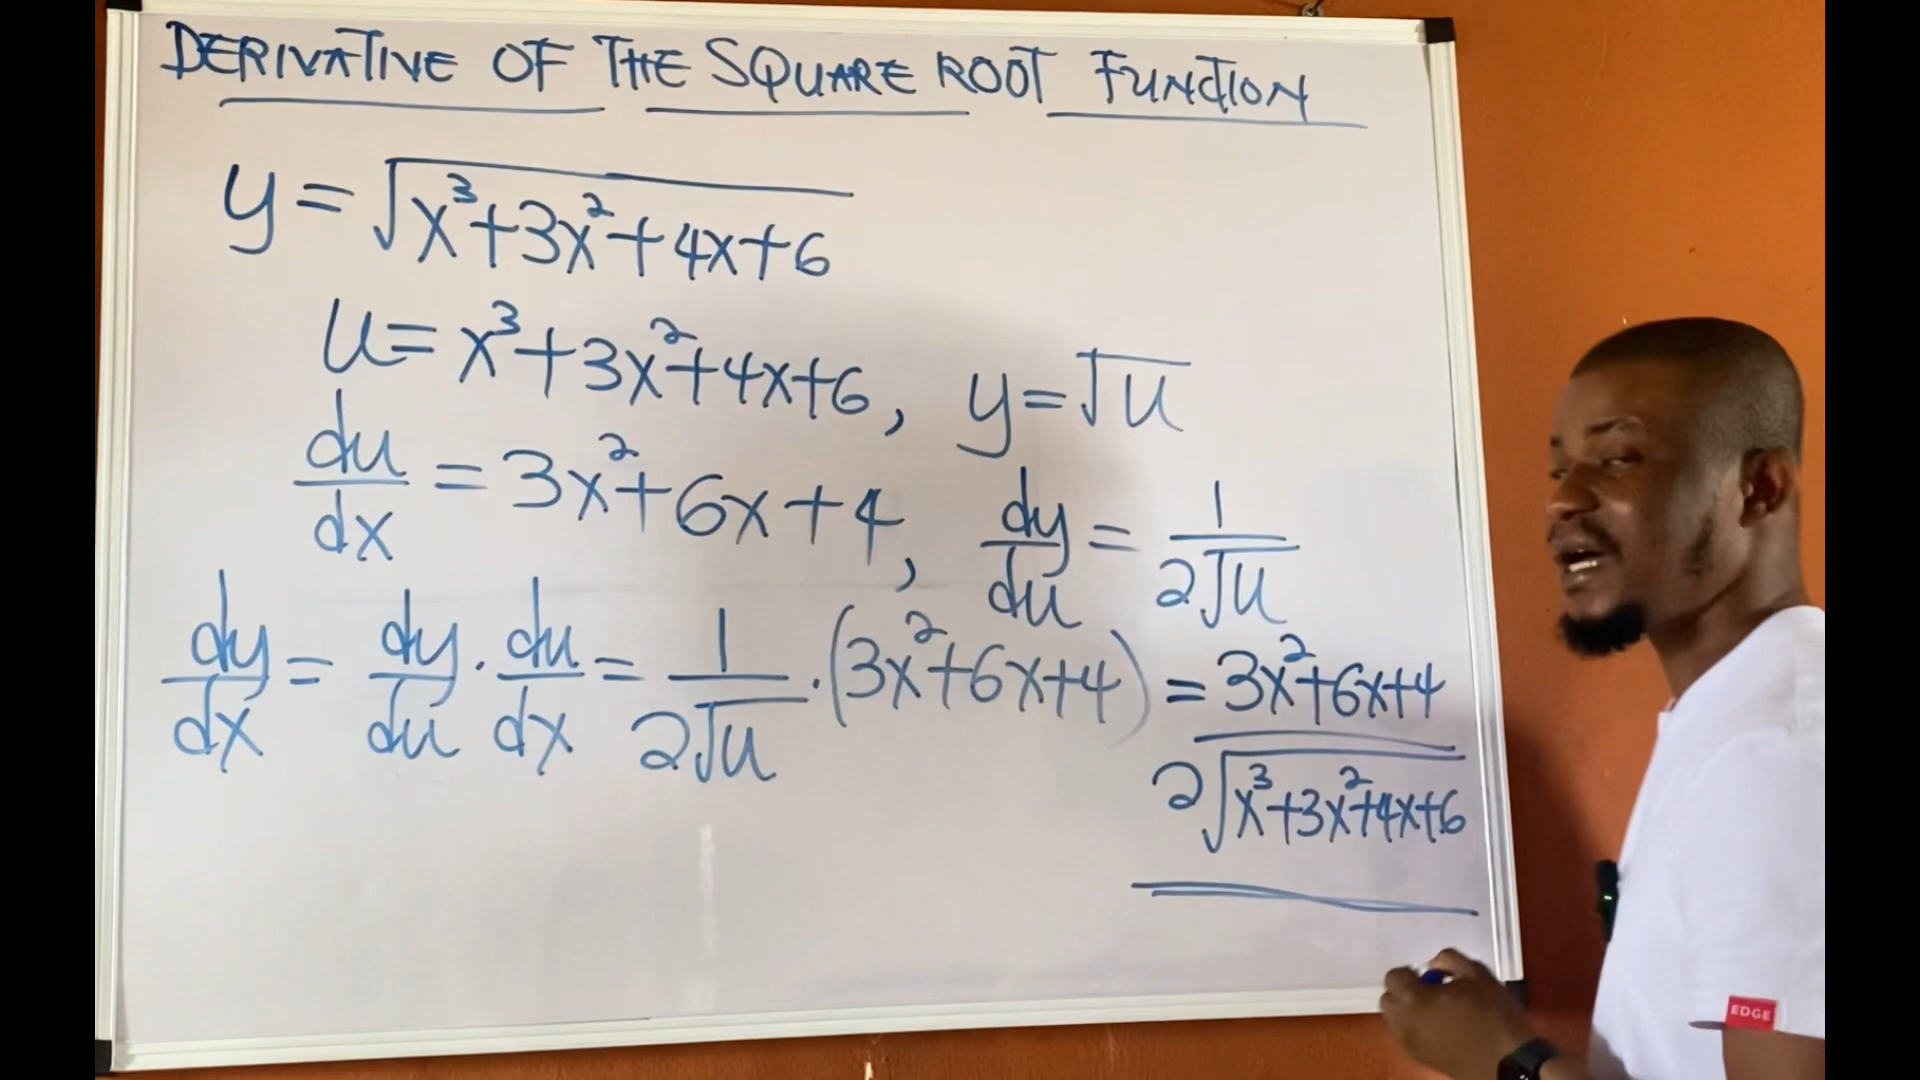 DERIVATIVE OF THE SQUARE ROOT FUNCTION
y = √(x³+3x²+4x+6)
u = x³+3x²+4x+6, y = √u
du/dx = 3x²+6x+4, dy/du = 1/(2√u)
dy/dx = dy/du · du/dx = 1/(2√u) · (3x²+6x+4) = (3x²+6x+4)/(2√(x³+3x²+4x+6))
EDGE